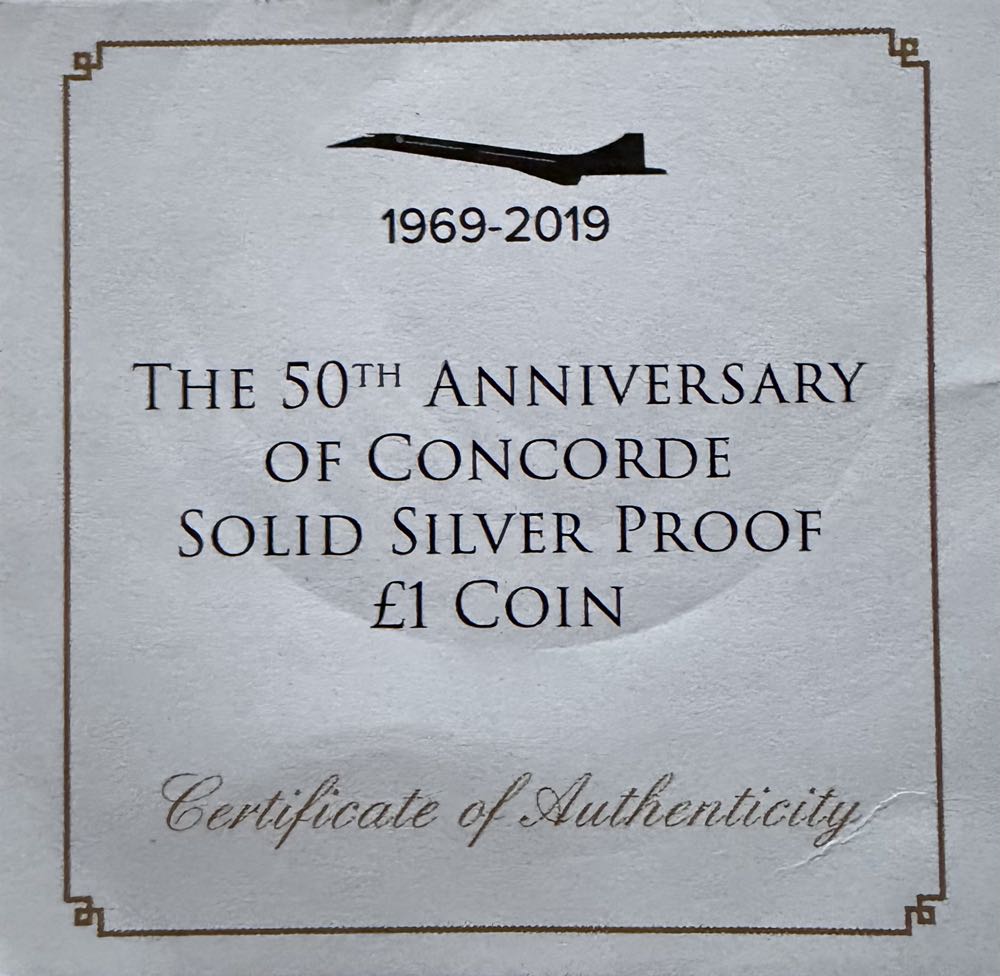 1969-2019
THE 50TH ANNIVERSARY
OF CONCORDE
SOLID SILVER PROOF
£1 COIN
Certificate of Authenticity